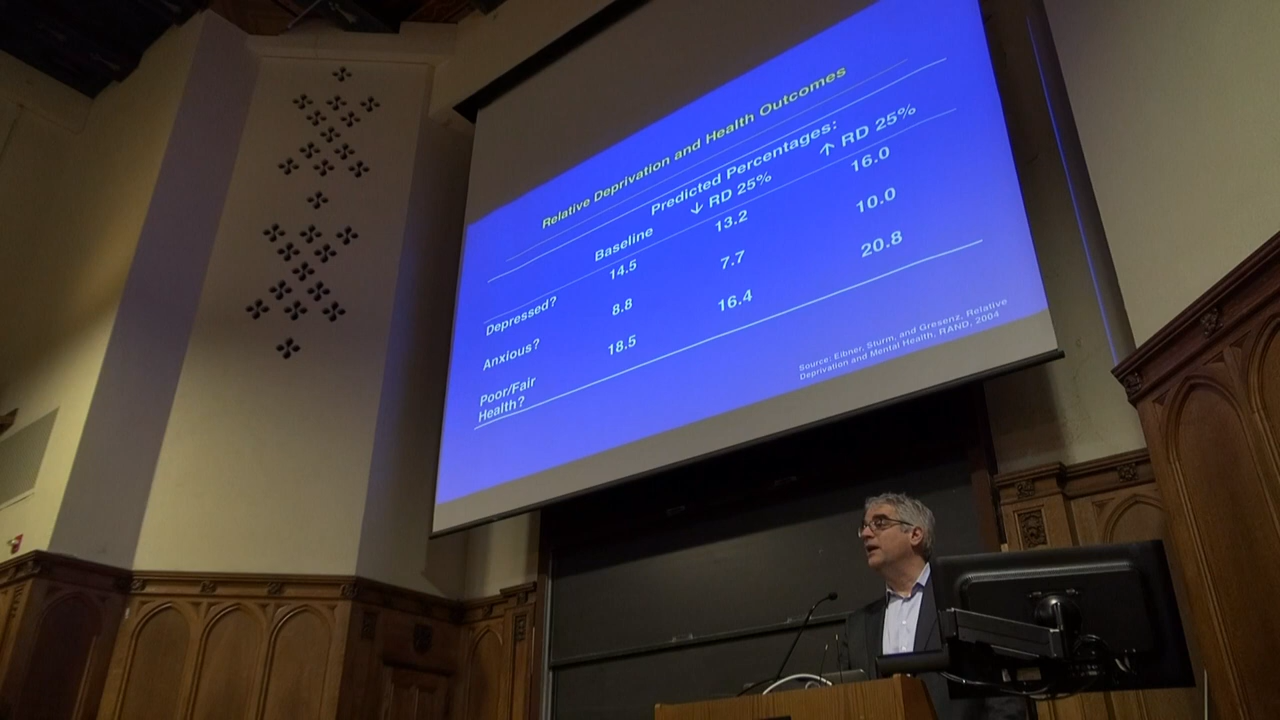 Relative Deprivation and Health Outcomes
Predicted Percentages:
Baseline ↓ RD 25% ↑ RD 25%
Depressed? 14.5 13.2 16.0
Anxious? 8.8 7.7 10.0
Poor/Fair
Health? 18.5 16.4 20.8
Source: Eibner, Sturm, and Gresenz, Relative
Deprivation and Mental Health, RAND, 2004